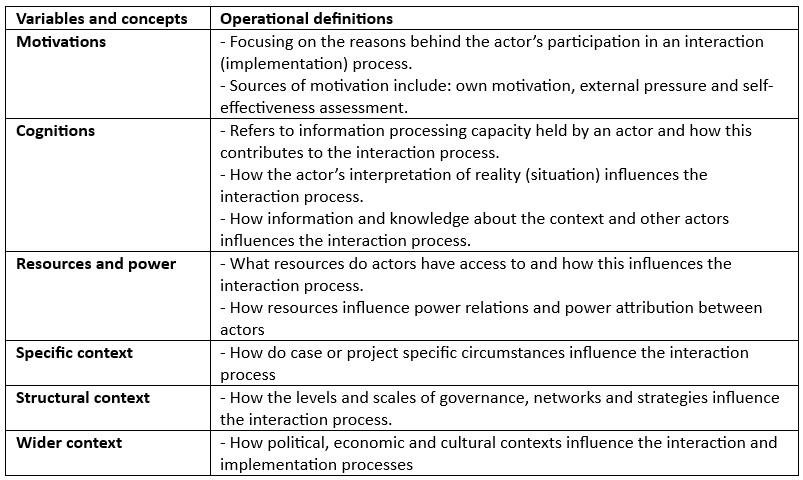 Variables and concepts Operational definitions
Motivations - Focusing on the reasons behind the actor’s participation in an interaction
(implementation) process.
- Sources of motivation include: own motivation, external pressure and self-
effectiveness assessment.
Cognitions - Refers to information processing capacity held by an actor and how this
contributes to the interaction process.
- How the actor’s interpretation of reality (situation) influences the
interaction process.
- How information and knowledge about the context and other actors
influences the interaction process.
Resources and power - What resources do actors have access to and how this influences the
interaction process.
- How resources influence power relations and power attribution between
actors
Specific context - How do case or project specific circumstances influence the interaction
process
Structural context - How the levels and scales of governance, networks and strategies influence
the interaction process.
Wider context - How political, economic and cultural contexts influence the interaction and
implementation processes